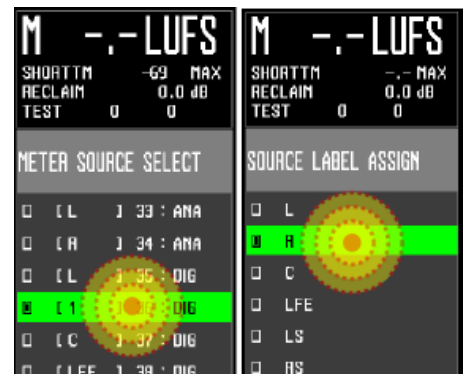 M -.- LUFS
SHORTTM -69 MAX
RECLAIM 0.0 dB
TEST 0 0
METER SOURCE SELECT
[ L ] 33 : ANA
[ R ] 34 : ANA
[ L ] 35 : DIG
[ 1 ] 36 : DIG
[ C ] 37 : DIG
[ LFE ] 38 : DIG
M -.- LUFS
SHORTTM -.- MAX
RECLAIM 0.0 dB
TEST 0 0
SOURCE LABEL ASSIGN
L
R
C
LFE
LS
RS